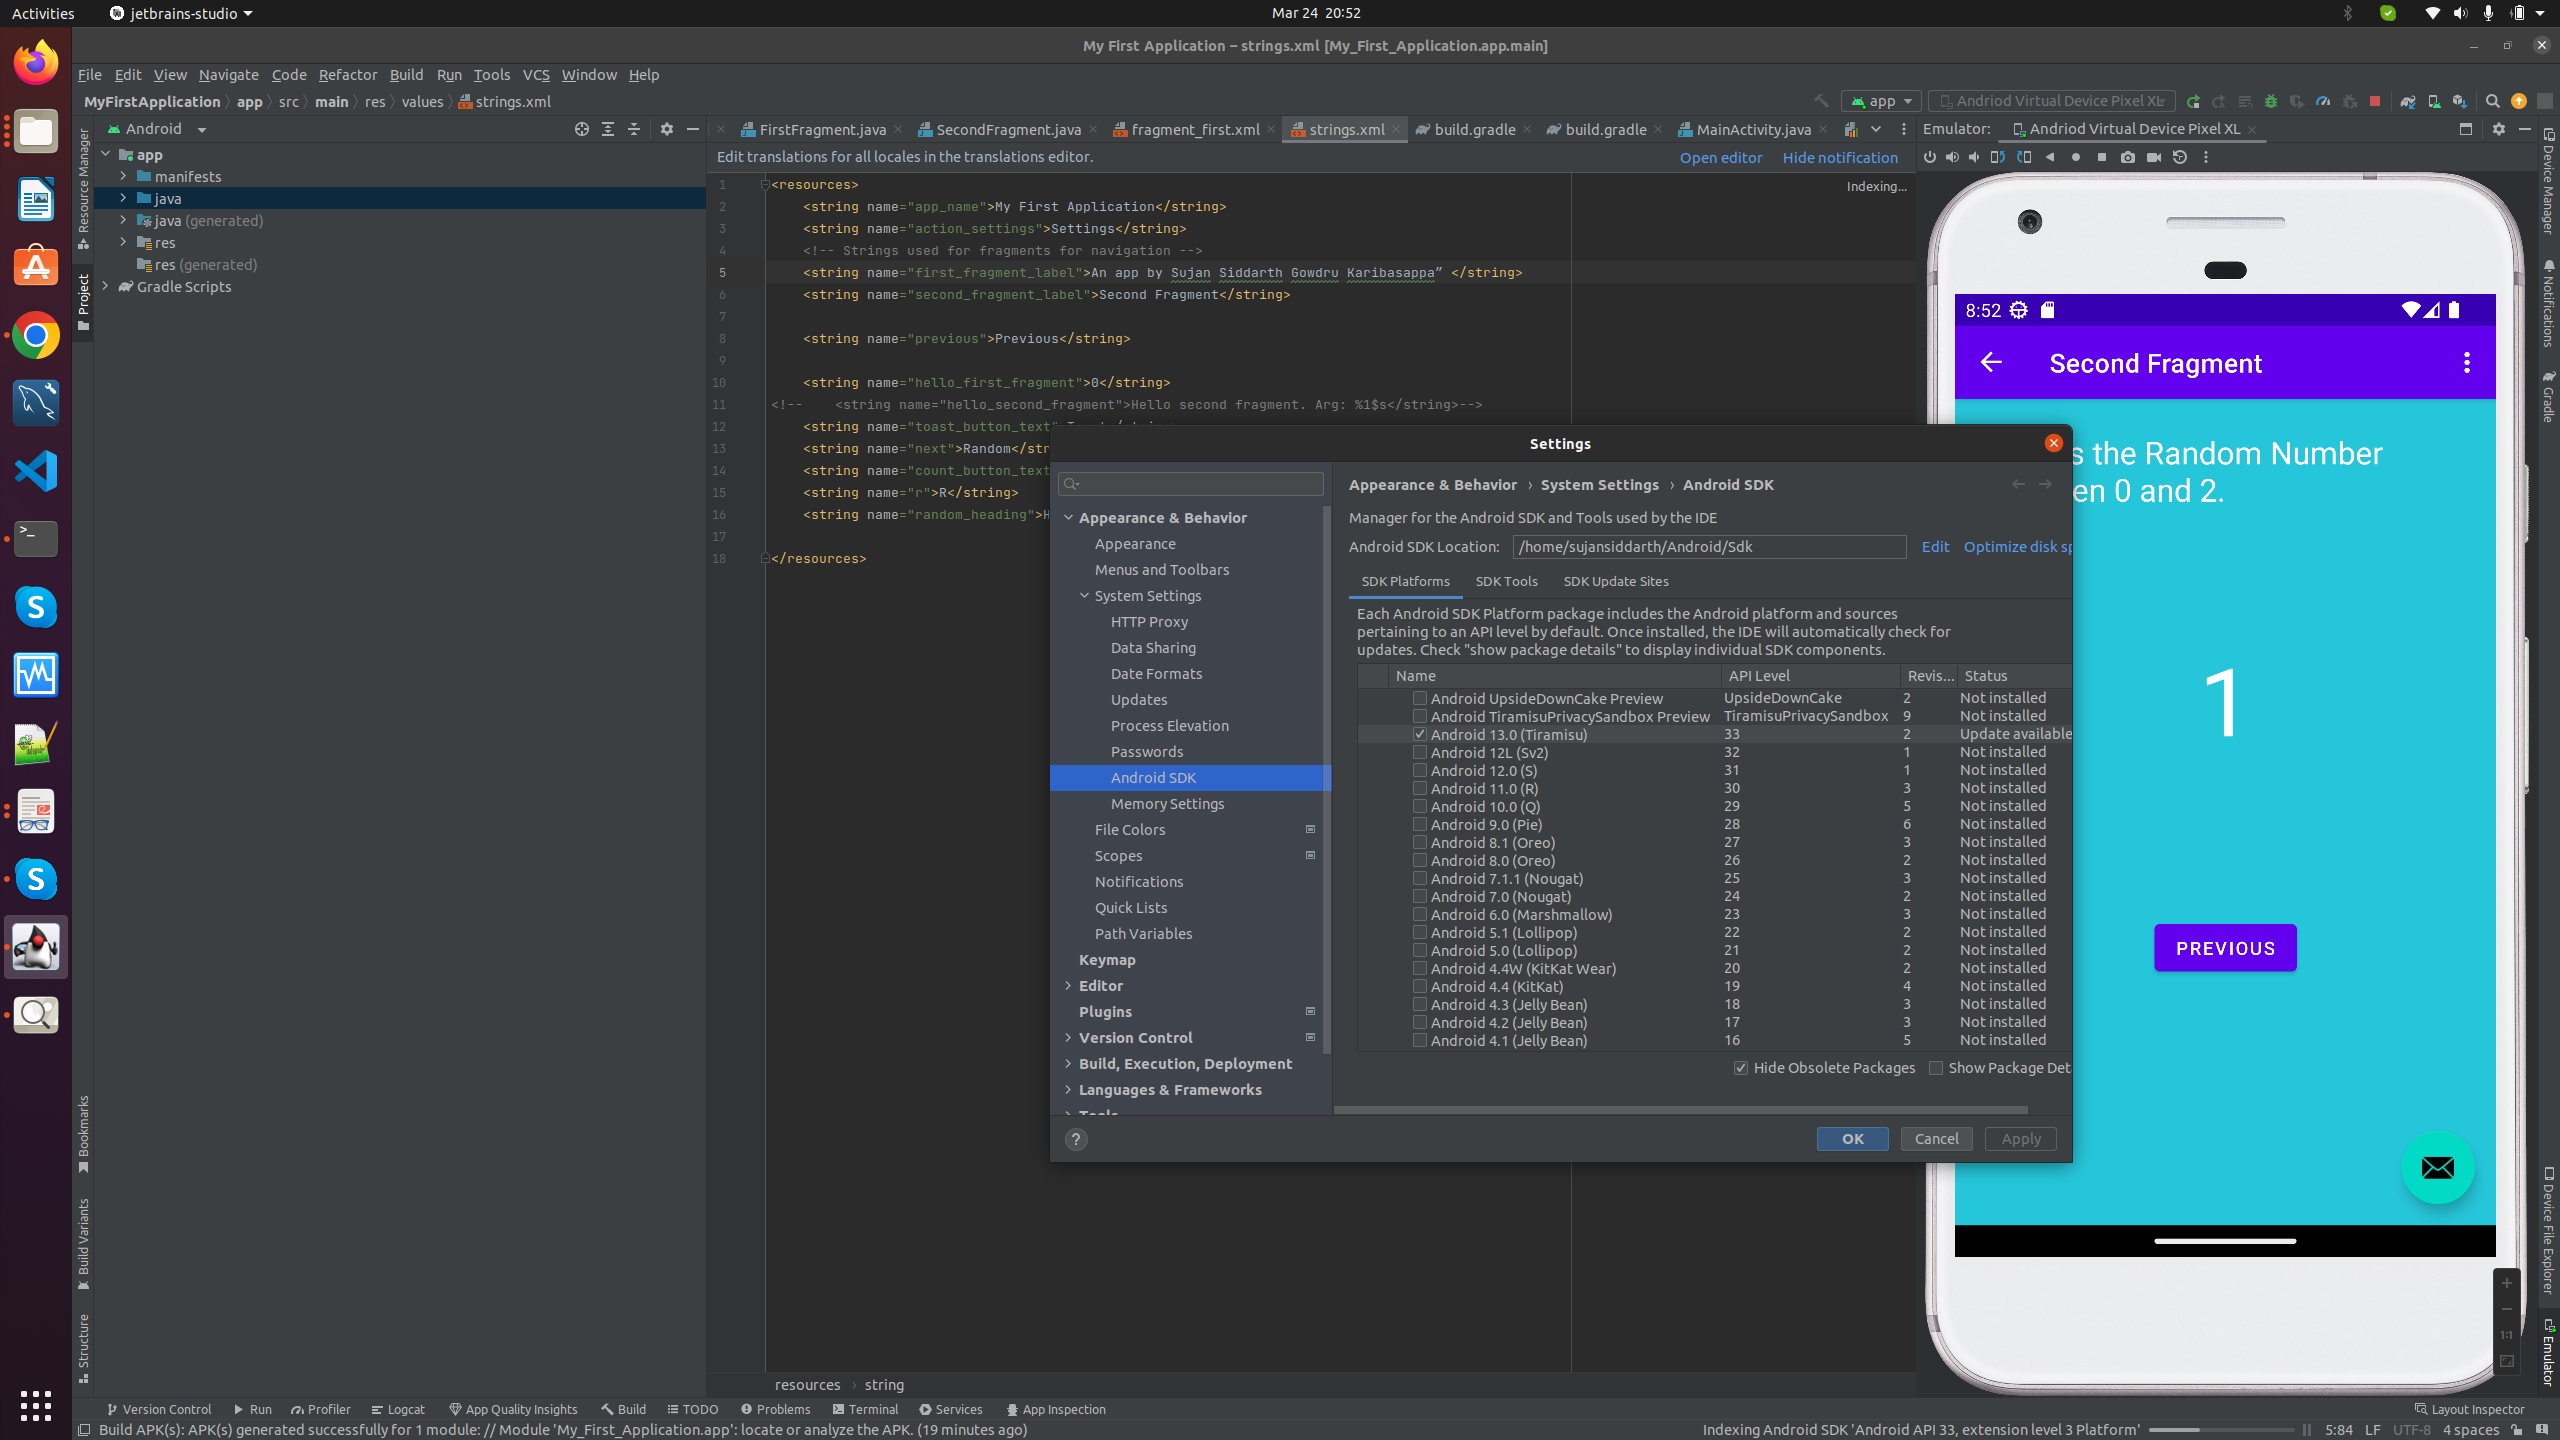 Activities jetbrains-studio Mar 24 20:52
My First Application – strings.xml [My_First_Application.app.main]
File Edit View Navigate Code Refactor Build Run Tools VCS Window Help
MyFirstApplication app src main res values strings.xml app Andriod Virtual Device Pixel XL
Android
FirstFragment.java SecondFragment.java fragment_first.xml strings.xml build.gradle build.gradle MainActivity.java
Emulator: Andriod Virtual Device Pixel XL
Edit translations for all locales in the translations editor. Open editor Hide notification
Resource Manager
Project
Bookmarks
Build Variants
Structure
app
manifests
java
java (generated)
res
res (generated)
Gradle Scripts
Indexing...
1 <resources>
2 <string name="app_name">My First Application</string>
3 <string name="action_settings">Settings</string>
4 <!-- Strings used for fragments for navigation -->
5 <string name="first_fragment_label">An app by Sujan Siddarth Gowdru Karibasappa” </string>
6 <string name="second_fragment_label">Second Fragment</string>
7
8 <string name="previous">Previous</string>
9
10 <string name="hello_first_fragment">0</string>
11 <!-- <string name="hello_second_fragment">Hello second fragment. Arg: %1$s</string>-->
12 <string name="toast_button_text"
13 <string name="next">Random</str
14 <string name="count_button_text
15 <string name="r">R</string>
16 <string name="random_heading">H
17
18 </resources>
Settings
Appearance & Behavior
Appearance
Menus and Toolbars
System Settings
HTTP Proxy
Data Sharing
Date Formats
Updates
Process Elevation
Passwords
Android SDK
Memory Settings
File Colors
Scopes
Notifications
Quick Lists
Path Variables
Keymap
Editor
Plugins
Version Control
Build, Execution, Deployment
Languages & Frameworks
Tools
Appearance & Behavior › System Settings › Android SDK
Manager for the Android SDK and Tools used by the IDE
Android SDK Location: /home/sujansiddarth/Android/Sdk Edit Optimize disk sp
SDK Platforms SDK Tools SDK Update Sites
Each Android SDK Platform package includes the Android platform and sources
pertaining to an API level by default. Once installed, the IDE will automatically check for
updates. Check "show package details" to display individual SDK components.
Name API Level Revis... Status
Android UpsideDownCake Preview UpsideDownCake 2 Not installed
Android TiramisuPrivacySandbox Preview TiramisuPrivacySandbox 9 Not installed
Android 13.0 (Tiramisu) 33 2 Update available
Android 12L (Sv2) 32 1 Not installed
Android 12.0 (S) 31 1 Not installed
Android 11.0 (R) 30 3 Not installed
Android 10.0 (Q) 29 5 Not installed
Android 9.0 (Pie) 28 6 Not installed
Android 8.1 (Oreo) 27 3 Not installed
Android 8.0 (Oreo) 26 2 Not installed
Android 7.1.1 (Nougat) 25 3 Not installed
Android 7.0 (Nougat) 24 2 Not installed
Android 6.0 (Marshmallow) 23 3 Not installed
Android 5.1 (Lollipop) 22 2 Not installed
Android 5.0 (Lollipop) 21 2 Not installed
Android 4.4W (KitKat Wear) 20 2 Not installed
Android 4.4 (KitKat) 19 4 Not installed
Android 4.3 (Jelly Bean) 18 3 Not installed
Android 4.2 (Jelly Bean) 17 3 Not installed
Android 4.1 (Jelly Bean) 16 5 Not installed
Hide Obsolete Packages Show Package Det
? OK Cancel Apply
8:52
Second Fragment
s the Random Number
en 0 and 2.
1
PREVIOUS
1:1
Device Manager
Notifications
Gradle
Device File Explorer
Emulator
resources › string
Version Control Run Profiler Logcat App Quality Insights Build TODO Problems Terminal Services App Inspection Layout Inspector
Build APK(s): APK(s) generated successfully for 1 module: // Module 'My_First_Application.app': locate or analyze the APK. (19 minutes ago) Indexing Android SDK 'Android API 33, extension level 3 Platform' 5:84 LF UTF-8 4 spaces